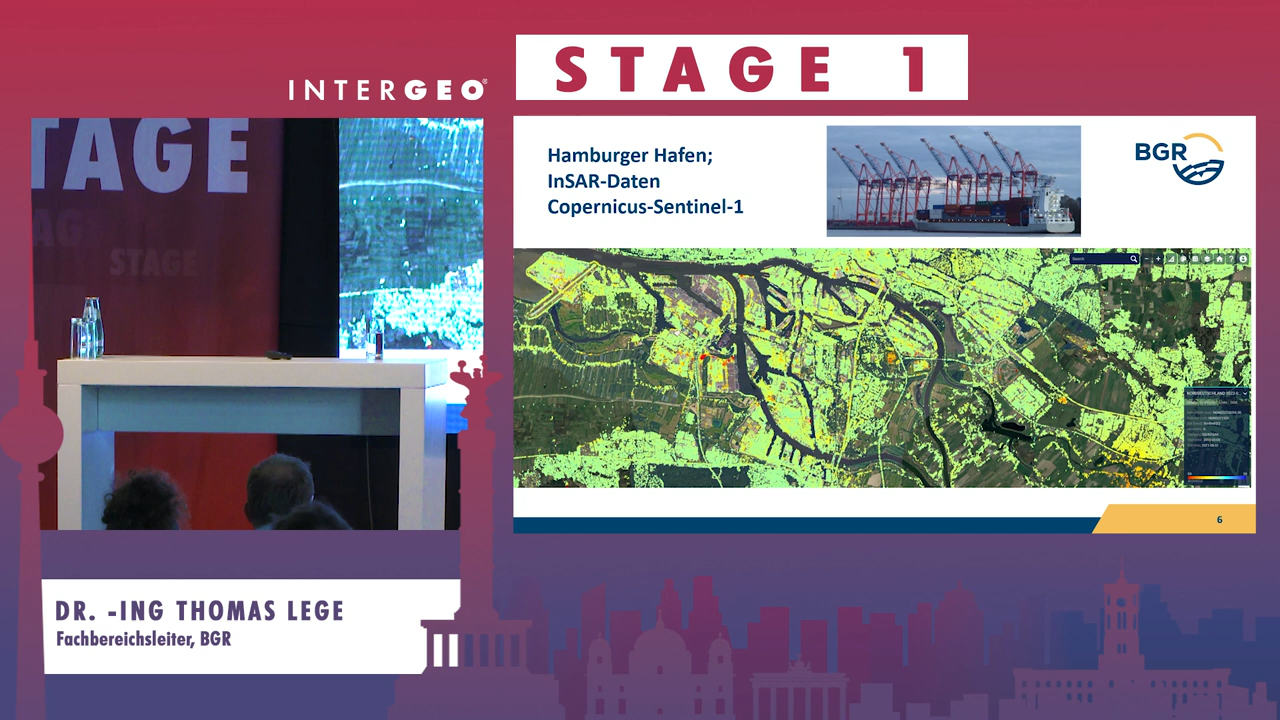 STAGE 1
INTERGEO
TAGE
STAGE
Hamburger Hafen;
InSAR-Daten
Copernicus-Sentinel-1
BGR
Search
6
DR. -ING THOMAS LEGE
Fachbereichsleiter, BGR